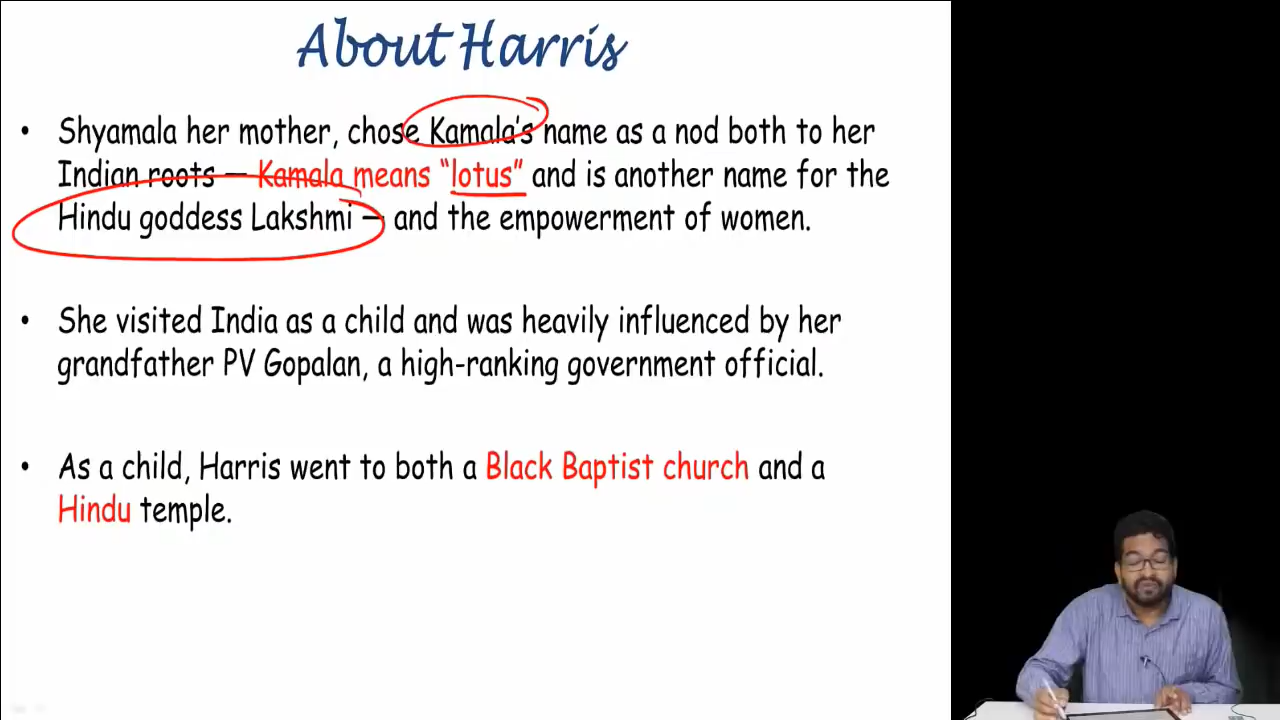 About Harris
• Shyamala her mother, chose Kamala's name as a nod both to her
Indian roots — Kamala means “lotus” and is another name for the
Hindu goddess Lakshmi — and the empowerment of women.
• She visited India as a child and was heavily influenced by her
grandfather PV Gopalan, a high-ranking government official.
• As a child, Harris went to both a Black Baptist church and a
Hindu temple.